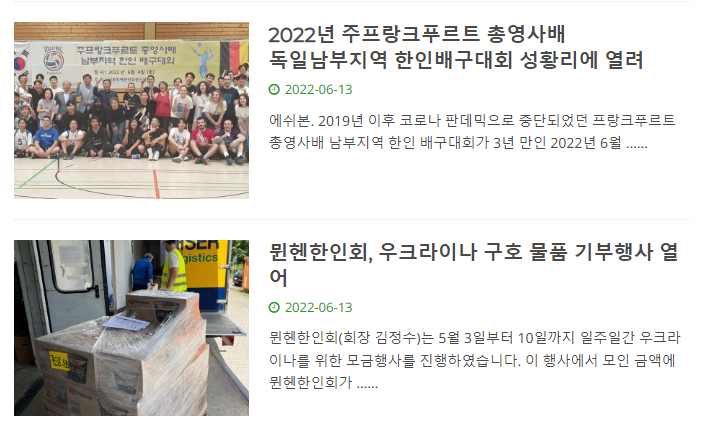 주프랑크푸르트 총영사배
남부지역 한인 배구대회
2022년 주프랑크푸르트 총영사배
독일남부지역 한인배구대회 성황리에 열려
2022-06-13
에쉬본. 2019년 이후 코로나 판데믹으로 중단되었던 프랑크푸르트
총영사배 남부지역 한인 배구대회가 3년 만인 2022년 6월 ......
logistics
뮌헨한인회, 우크라이나 구호 물품 기부행사 열
어
2022-06-13
뮌헨한인회(회장 김정수)는 5월 3일부터 10일까지 일주일간 우크라
이나를 위한 모금행사를 진행하였습니다. 이 행사에서 모인 금액에
뮌헨한인회가 ......